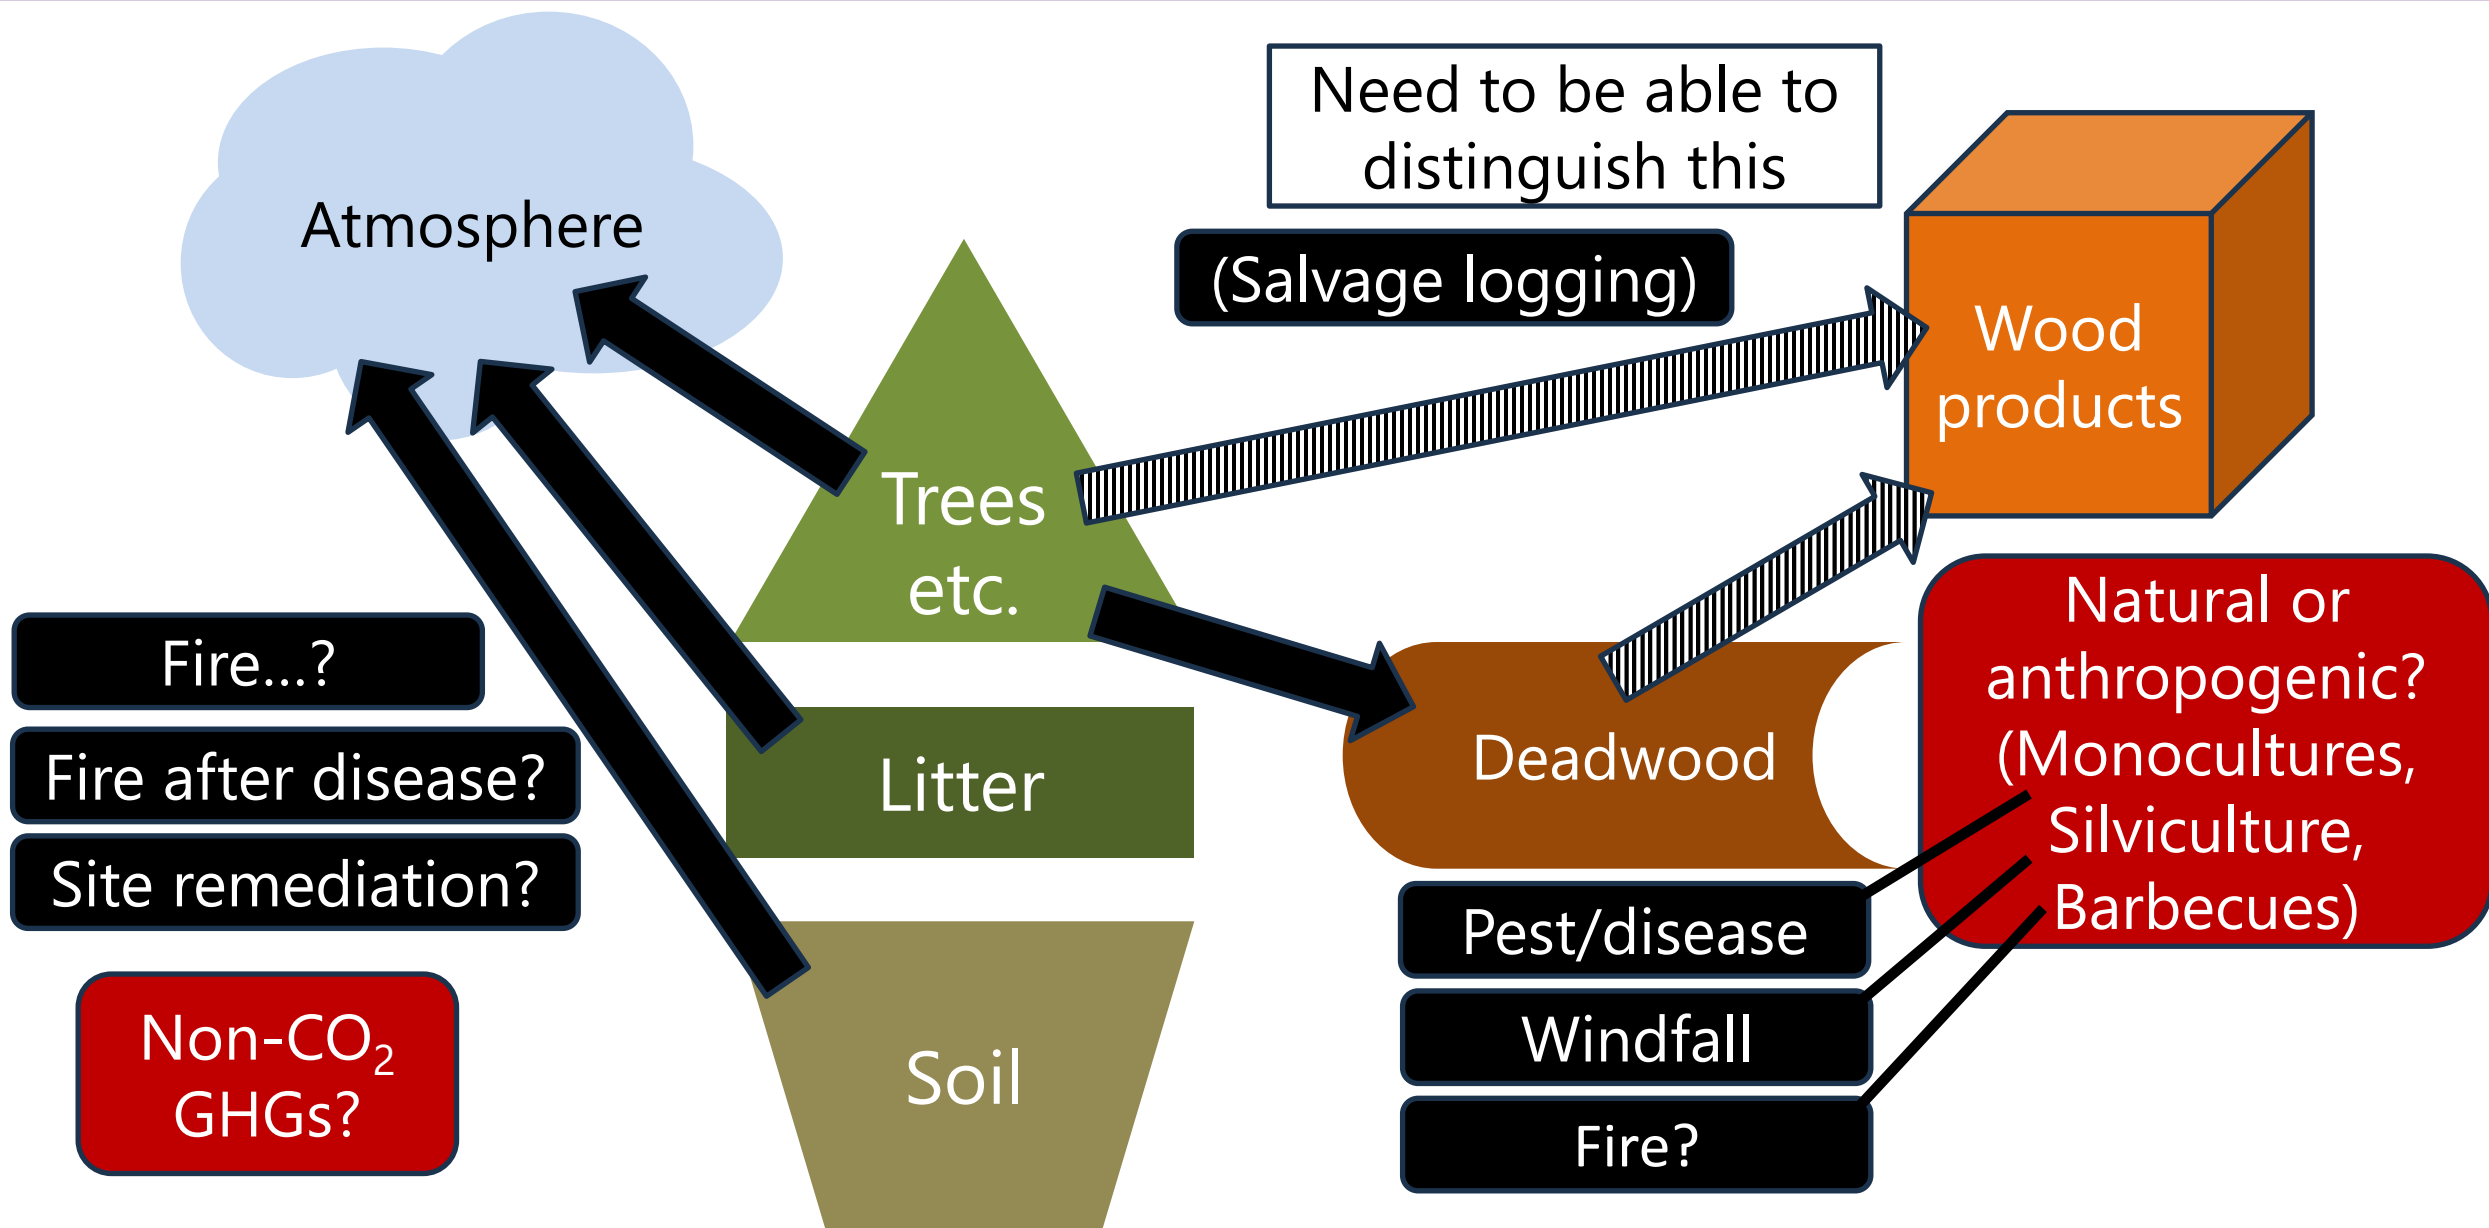 Need to be able to
distinguish this
(Salvage logging)
Atmosphere
Wood
products
Trees
etc.
Fire...?
Fire after disease?
Site remediation?
Non-CO₂
GHGs?
Litter
Soil
Deadwood
Pest/disease
Windfall
Fire?
Natural or
anthropogenic?
(Monocultures,
Silviculture,
Barbecues)